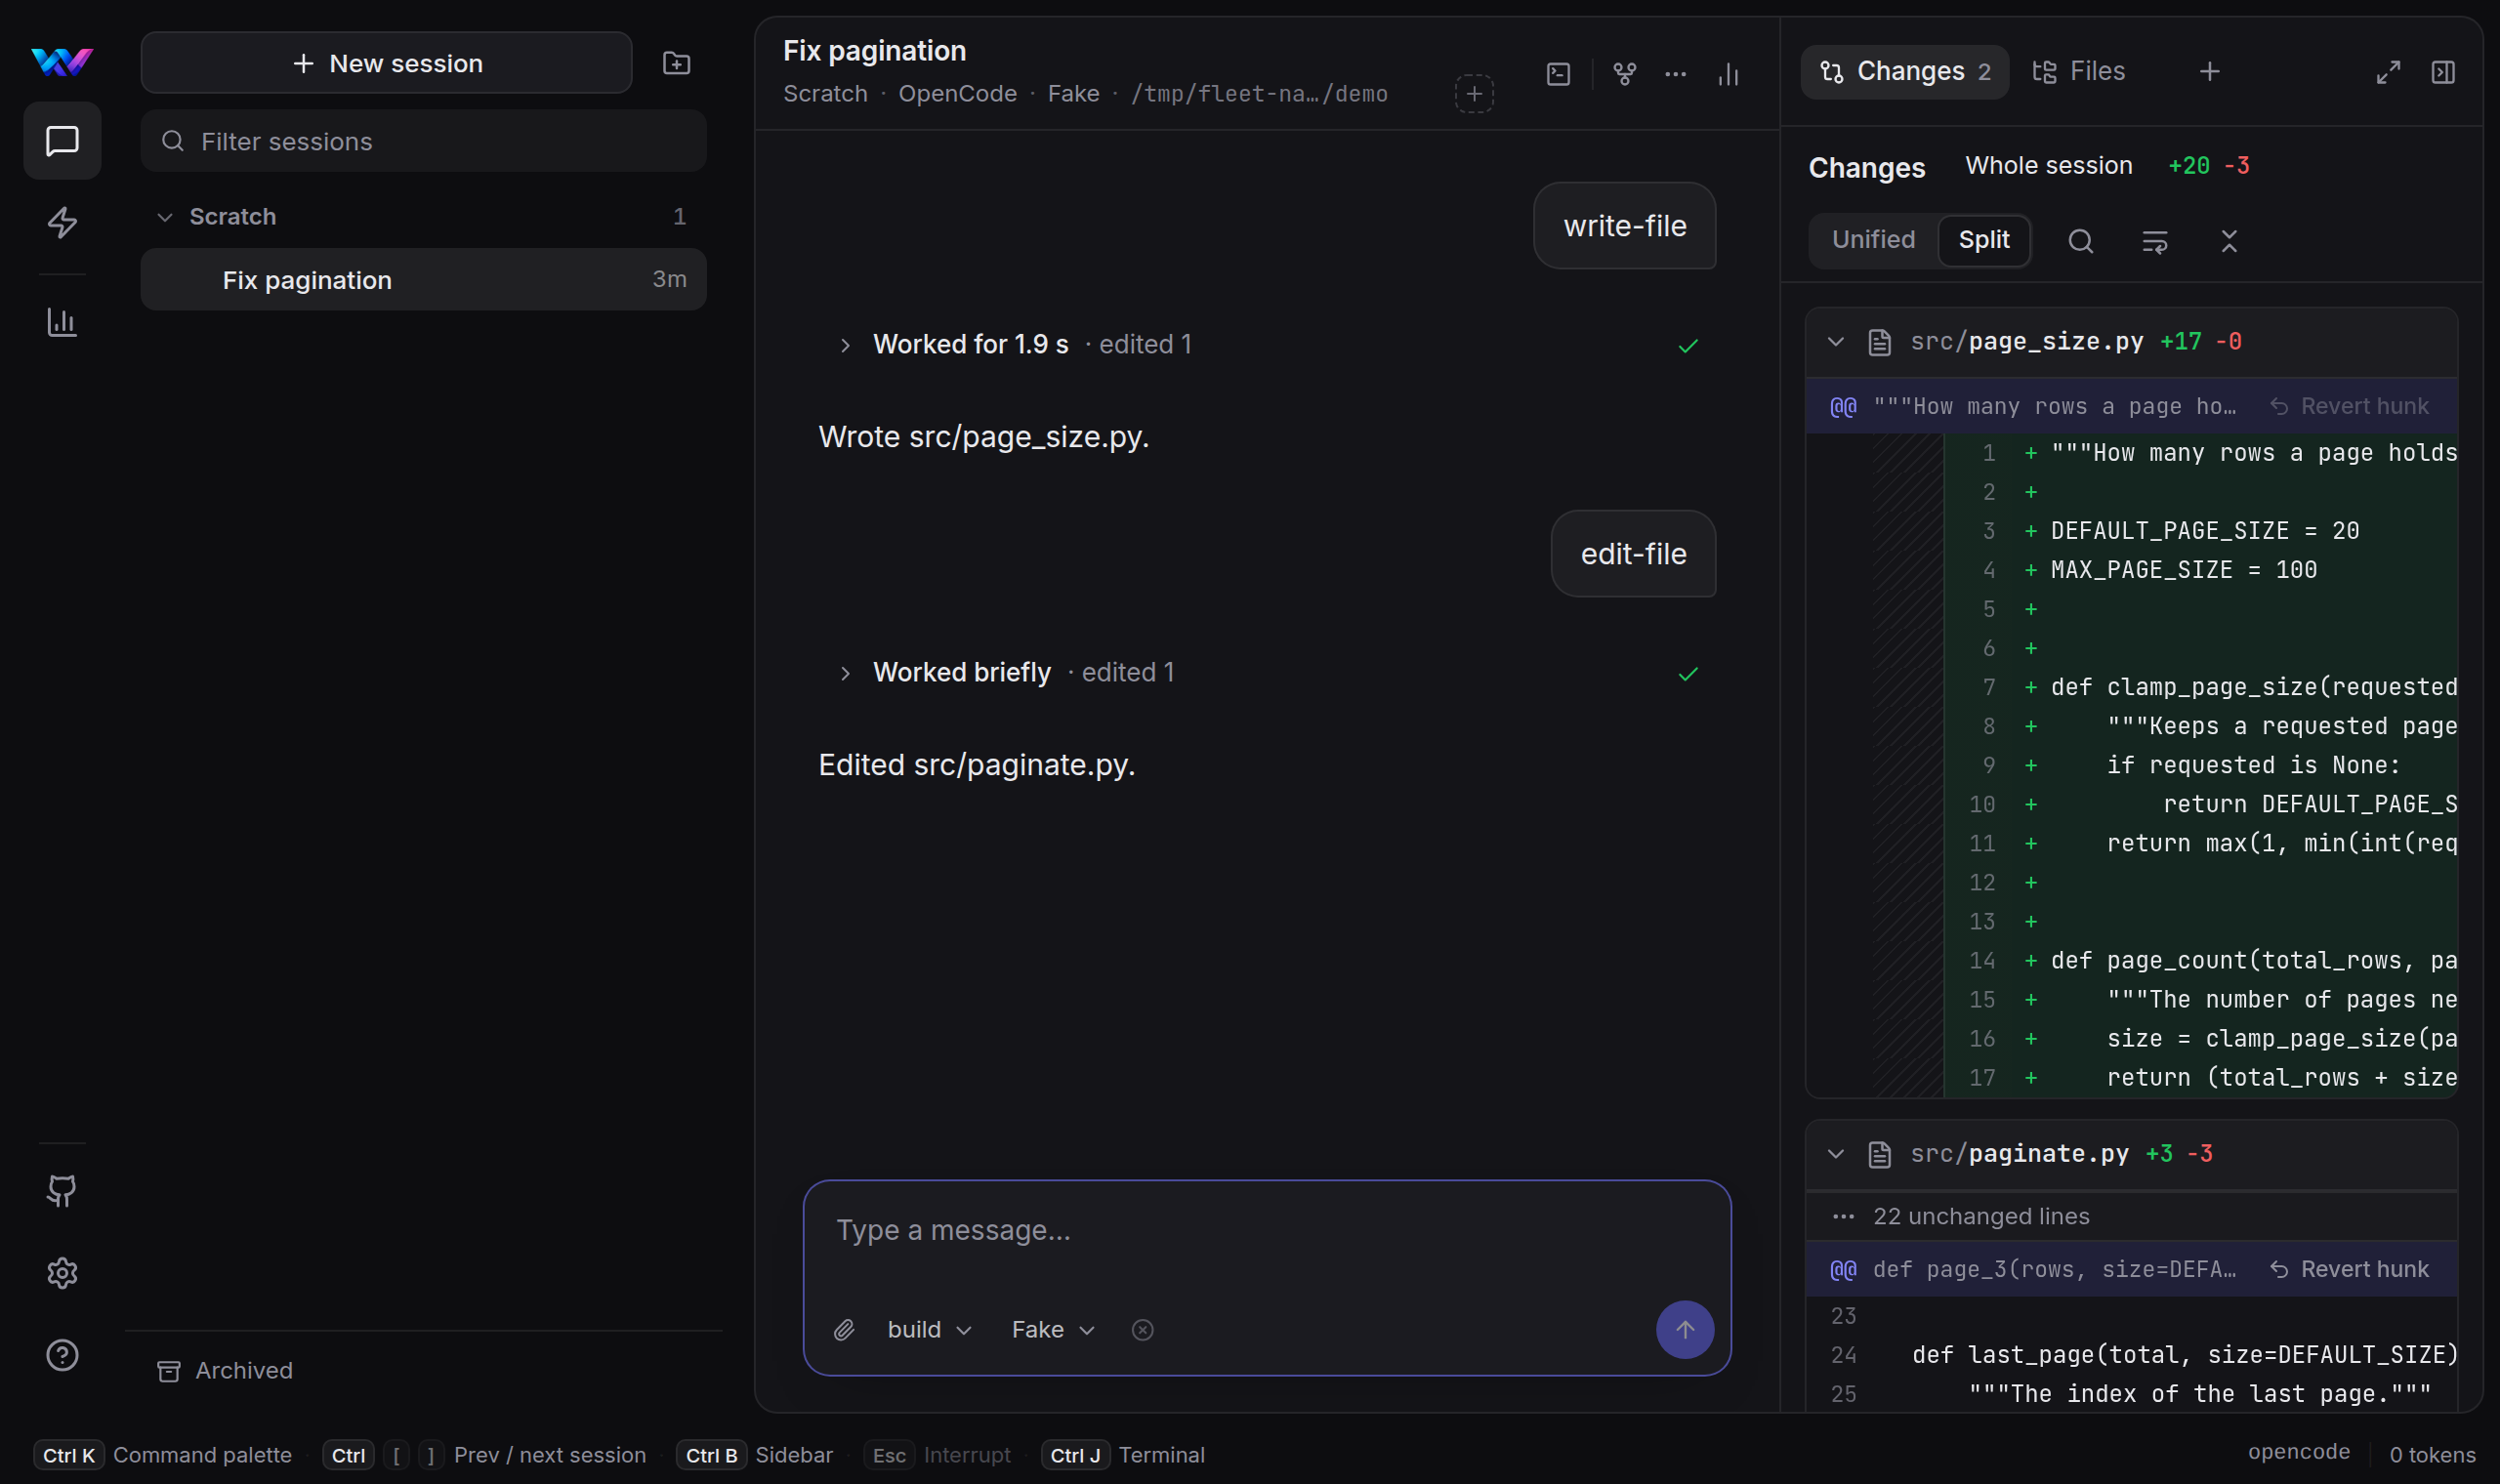 New session
Filter sessions
Scratch 1
Fix pagination 3m
Archived
Fix pagination
Scratch · OpenCode · Fake · /tmp/fleet-na…/demo
write-file
Worked for 1.9 s · edited 1
Wrote src/page_size.py.
edit-file
Worked briefly · edited 1
Edited src/paginate.py.
Type a message...
build Fake
Changes 2 Files
Changes Whole session +20 -3
Unified Split
src/page_size.py +17 -0
@@ """How many rows a page ho… Revert hunk
1 + """How many rows a page holds
2 +
3 + DEFAULT_PAGE_SIZE = 20
4 + MAX_PAGE_SIZE = 100
5 +
6 +
7 + def clamp_page_size(requested
8 +     """Keeps a requested page
9 +     if requested is None:
10 +         return DEFAULT_PAGE_S
11 +     return max(1, min(int(req
12 +
13 +
14 + def page_count(total_rows, pa
15 +     """The number of pages ne
16 +     size = clamp_page_size(pa
17 +     return (total_rows + size
src/paginate.py +3 -3
··· 22 unchanged lines
@@ def page_3(rows, size=DEFA… Revert hunk
23
24 def last_page(total, size=DEFAULT_SIZE)
25     """The index of the last page."""
Ctrl K Command palette · Ctrl [ ] Prev / next session · Ctrl B Sidebar · Esc Interrupt · Ctrl J Terminal
opencode 0 tokens